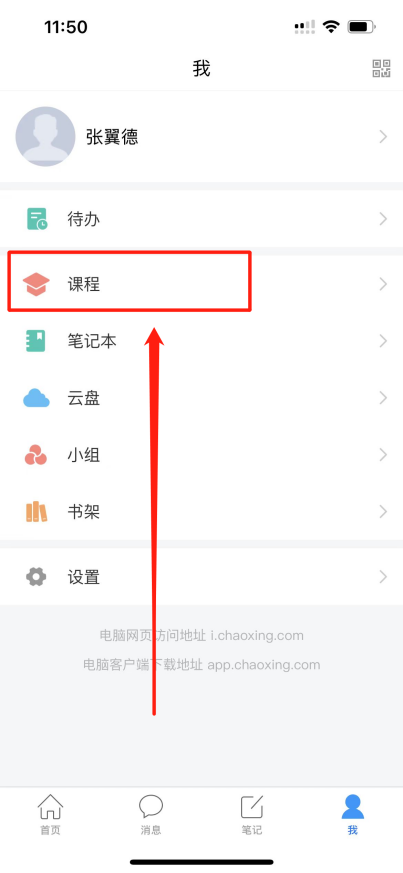 11:50
我
张翼德
待办
课程
笔记本
云盘
小组
书架
设置
电脑网页访问地址 i.chaoxing.com
电脑客户端下载地址 app.chaoxing.com
首页
消息
笔记
我